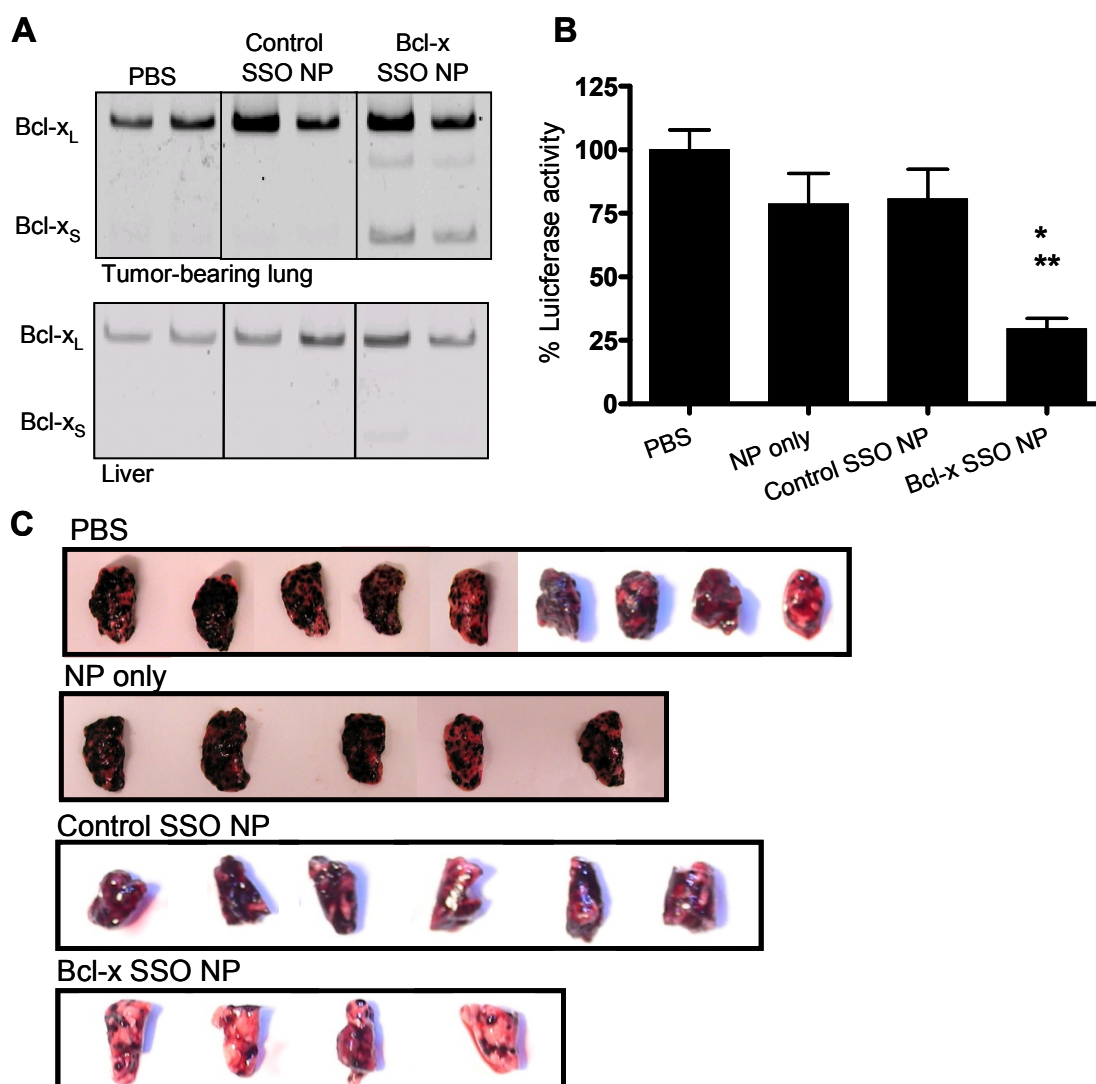 A
PBS
Control
SSO NP
Bcl-x
SSO NP
Bcl-xL
Bcl-xS
Tumor-bearing lung
Bcl-xL
Bcl-xS
Liver
B
% Luicferase activity
125
100
75
50
25
0
*
**
PBS
NP only
Control SSO NP
Bcl-x SSO NP
C
PBS
NP only
Control SSO NP
Bcl-x SSO NP